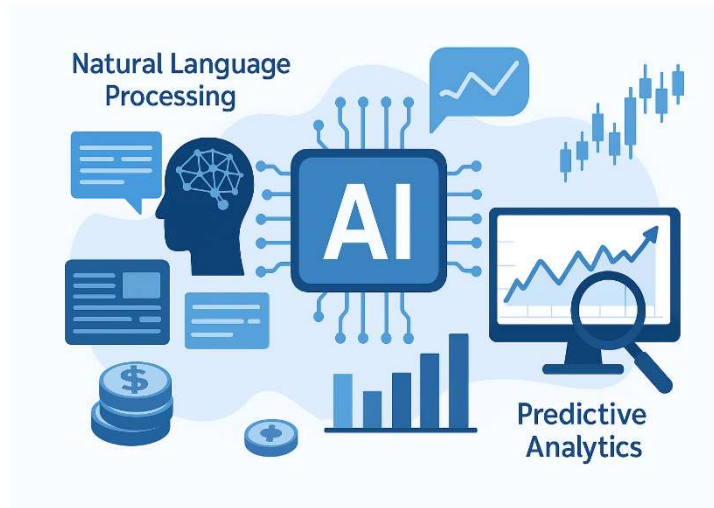 Natural Language
Processing
AI
$
Predictive
Analytics